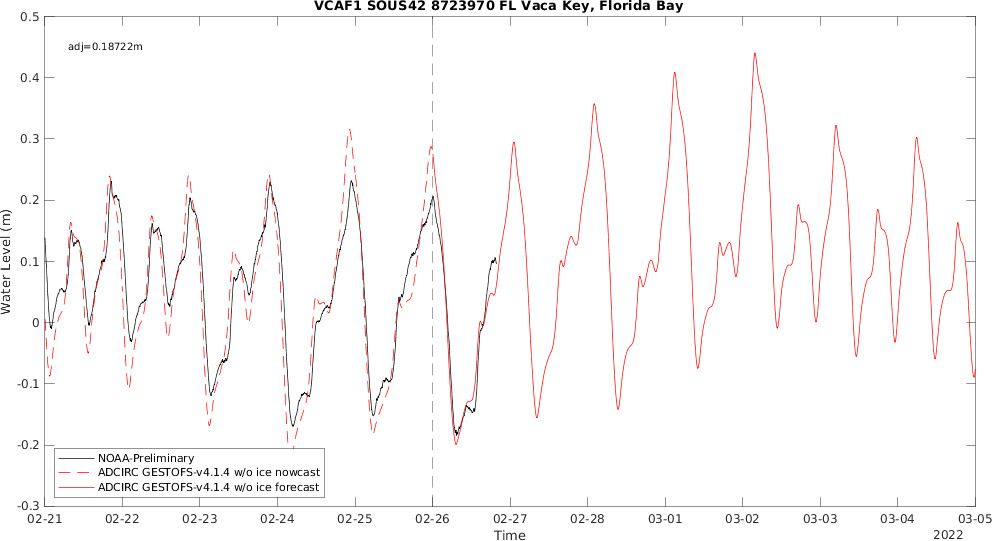 VCAF1 SOUS42 8723970 FL Vaca Key, Florida Bay
adj=0.18722m
Water Level (m)
0.5
0.4
0.3
0.2
0.1
0
-0.1
-0.2
-0.3
NOAA-Preliminary
ADCIRC GESTOFS-v4.1.4 w/o ice nowcast
ADCIRC GESTOFS-v4.1.4 w/o ice forecast
02-21 02-22 02-23 02-24 02-25 02-26 02-27 02-28 03-01 03-02 03-03 03-04 03-05
Time
2022